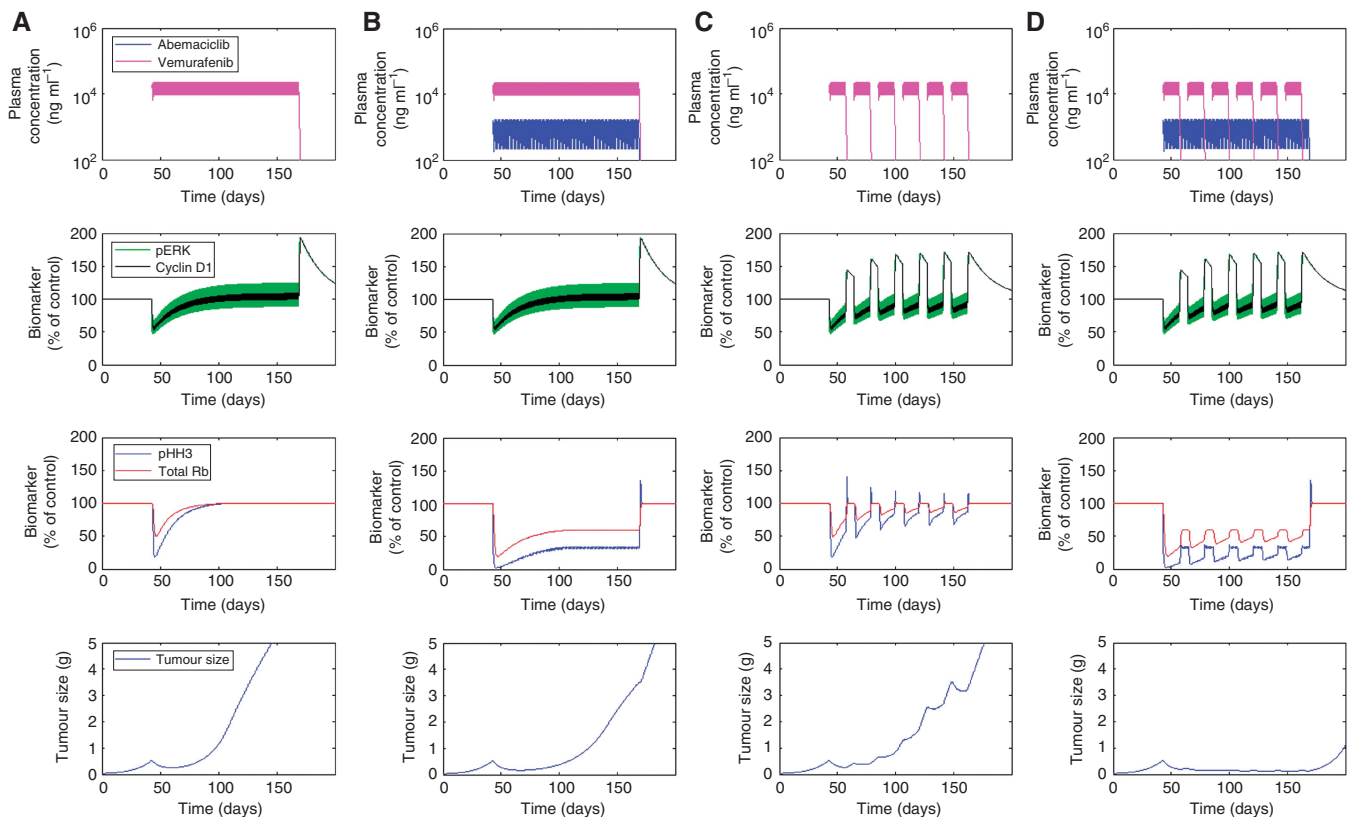 A
B
C
D
Plasma
concentration
(ng ml−1)
10^6
10^4
10^2
Abemaciclib
Vemurafenib
0 50 100 150
Time (days)
Plasma
concentration
(ng ml−1)
10^6
10^4
10^2
0 50 100 150
Time (days)
Plasma
concentration
(ng ml−1)
10^6
10^4
10^2
0 50 100 150
Time (days)
Plasma
concentration
(ng ml−1)
10^6
10^4
10^2
0 50 100 150
Time (days)
Biomarker
(% of control)
200
150
100
50
0
pERK
Cyclin D1
0 50 100 150
Time (days)
Biomarker
(% of control)
200
150
100
50
0
0 50 100 150
Time (days)
Biomarker
(% of control)
200
150
100
50
0
0 50 100 150
Time (days)
Biomarker
(% of control)
200
150
100
50
0
0 50 100 150
Time (days)
Biomarker
(% of control)
200
150
100
50
0
pHH3
Total Rb
0 50 100 150
Time (days)
Biomarker
(% of control)
200
150
100
50
0
0 50 100 150
Time (days)
Biomarker
(% of control)
200
150
100
50
0
0 50 100 150
Time (days)
Biomarker
(% of control)
200
150
100
50
0
0 50 100 150
Time (days)
Tumour size (g)
5
4
3
2
1
0
Tumour size
0 50 100 150
Time (days)
Tumour size (g)
5
4
3
2
1
0
0 50 100 150
Time (days)
Tumour size (g)
5
4
3
2
1
0
0 50 100 150
Time (days)
Tumour size (g)
5
4
3
2
1
0
0 50 100 150
Time (days)